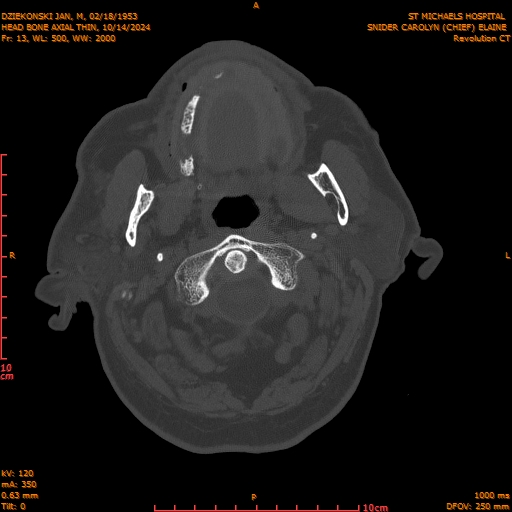 A
DZIEKONSKI JAN, M, 02/18/1953
HEAD BONE AXIAL THIN, 10/14/2024
Fr: 13, WL: 500, WW: 2000
ST MICHAELS HOSPITAL
SNIDER CAROLYN (CHIEF) ELAINE
Revolution CT
R
L
10
cm
kV: 120
mA: 350
0.63 mm
Tilt: 0
P
10cm
1000 ms
DFOV: 250 mm